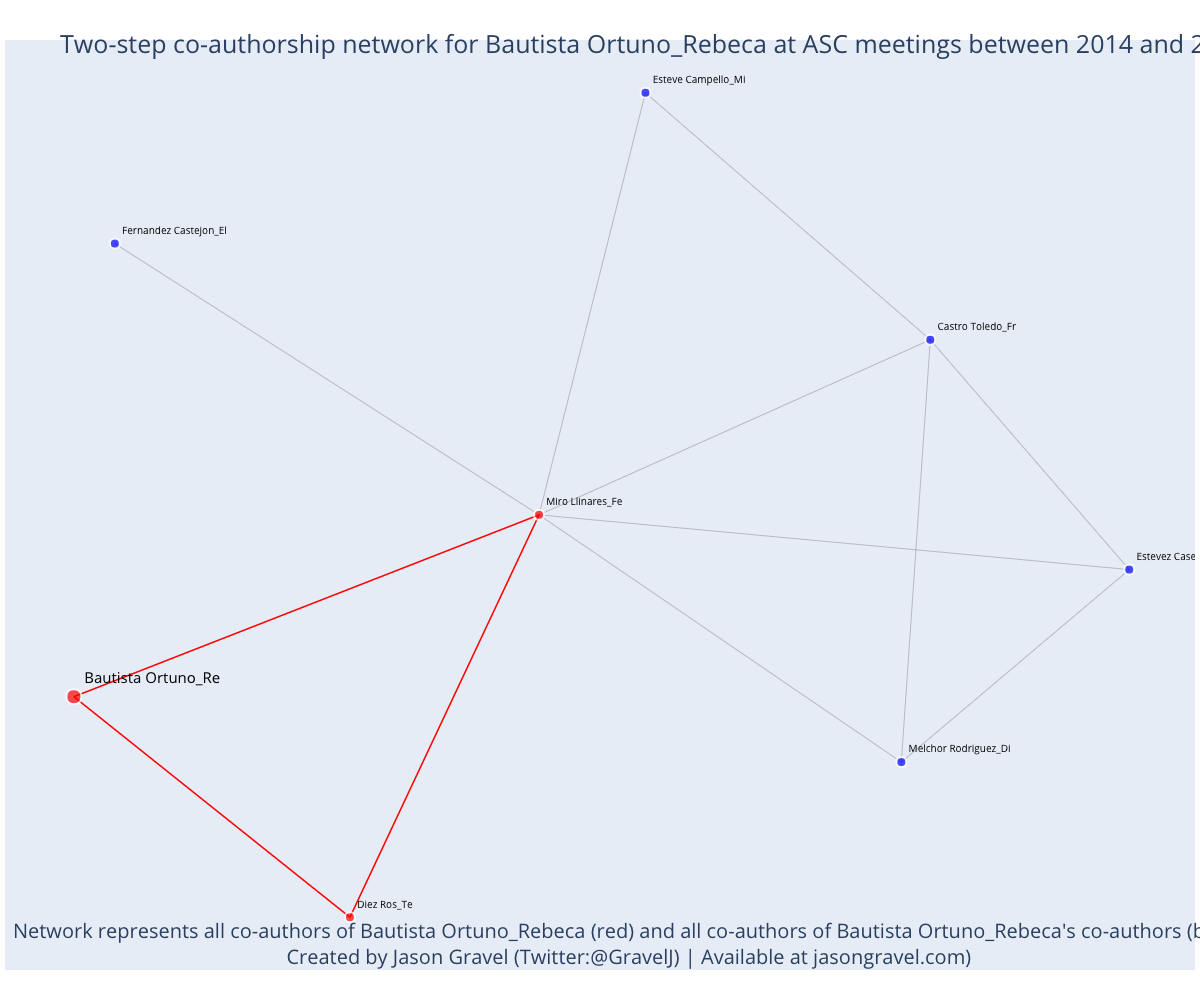 Two-step co-authorship network for Bautista Ortuno_Rebeca at ASC meetings between 2014 and
Esteve Campello_Mi
Fernandez Castejon_El
Castro Toledo_Fr
Miro Llinares_Fe
Estevez Case
Bautista Ortuno_Re
Melchor Rodriguez_Di
Diez Ros_Te
Network represents all co-authors of Bautista Ortuno_Rebeca (red) and all co-authors of Bautista Ortuno_Rebeca's co-authors
Created by Jason Gravel (Twitter:@GravelJ) | Available at jasongravel.com)